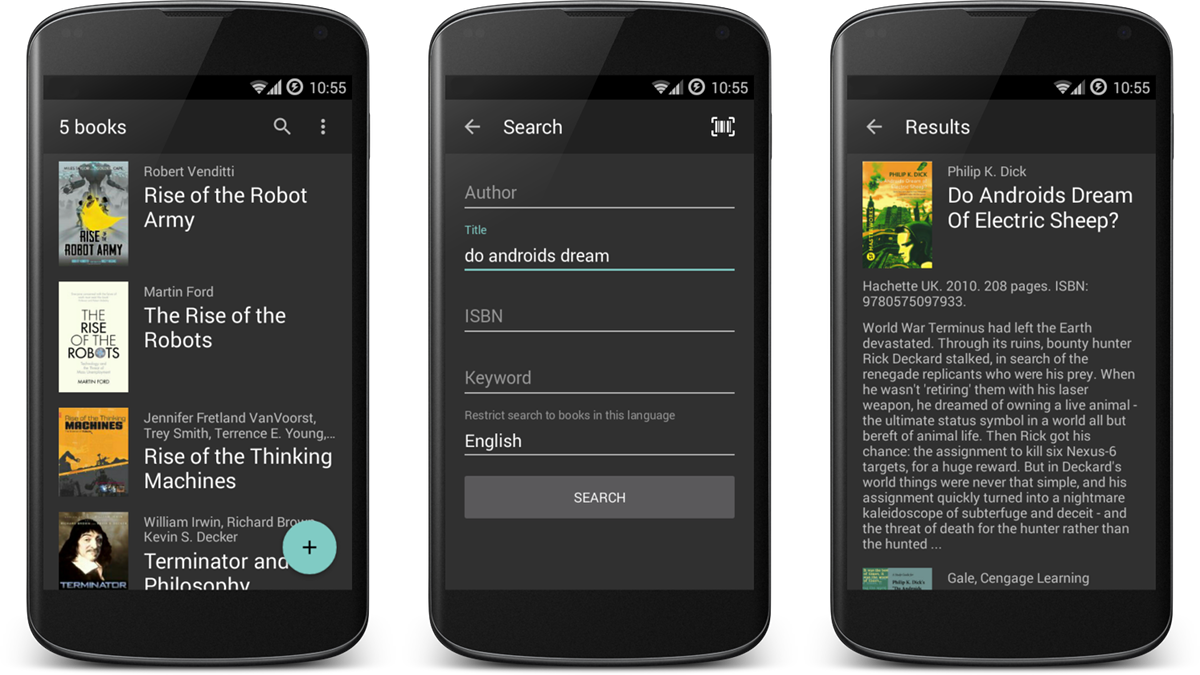 10:55
5 books
RISE OF THE
ROBOT ARMY
Robert Venditti
Rise of the Robot
Army
THE
RISE
OF THE
ROBOTS
MARTIN FORD
Martin Ford
The Rise of the
Robots
Rise of the Thinking
MACHINES
Jennifer Fretland VanVoorst,
Trey Smith, Terrence E. Young,...
Rise of the Thinking
Machines
TERMINATOR
William Irwin, Richard Brown,
Kevin S. Decker
Terminator and
Philosophy
+
10:55
Search
Author
Title
do androids dream
ISBN
Keyword
Restrict search to books in this language
English
SEARCH
10:55
Results
PHILIP K. DICK
Philip K. Dick
Do Androids Dream
Of Electric Sheep?
Hachette UK. 2010. 208 pages. ISBN:
9780575097933.
World War Terminus had left the Earth
devastated. Through its ruins, bounty hunter
Rick Deckard stalked, in search of the
renegade replicants who were his prey. When
he wasn't 'retiring' them with his laser
weapon, he dreamed of owning a live animal -
the ultimate status symbol in a world all but
bereft of animal life. Then Rick got his
chance: the assignment to kill six Nexus-6
targets, for a huge reward. But in Deckard's
world things were never that simple, and his
assignment quickly turned into a nightmare
kaleidoscope of subterfuge and deceit - and
the threat of death for the hunter rather than
the hunted ...
Gale, Cengage Learning